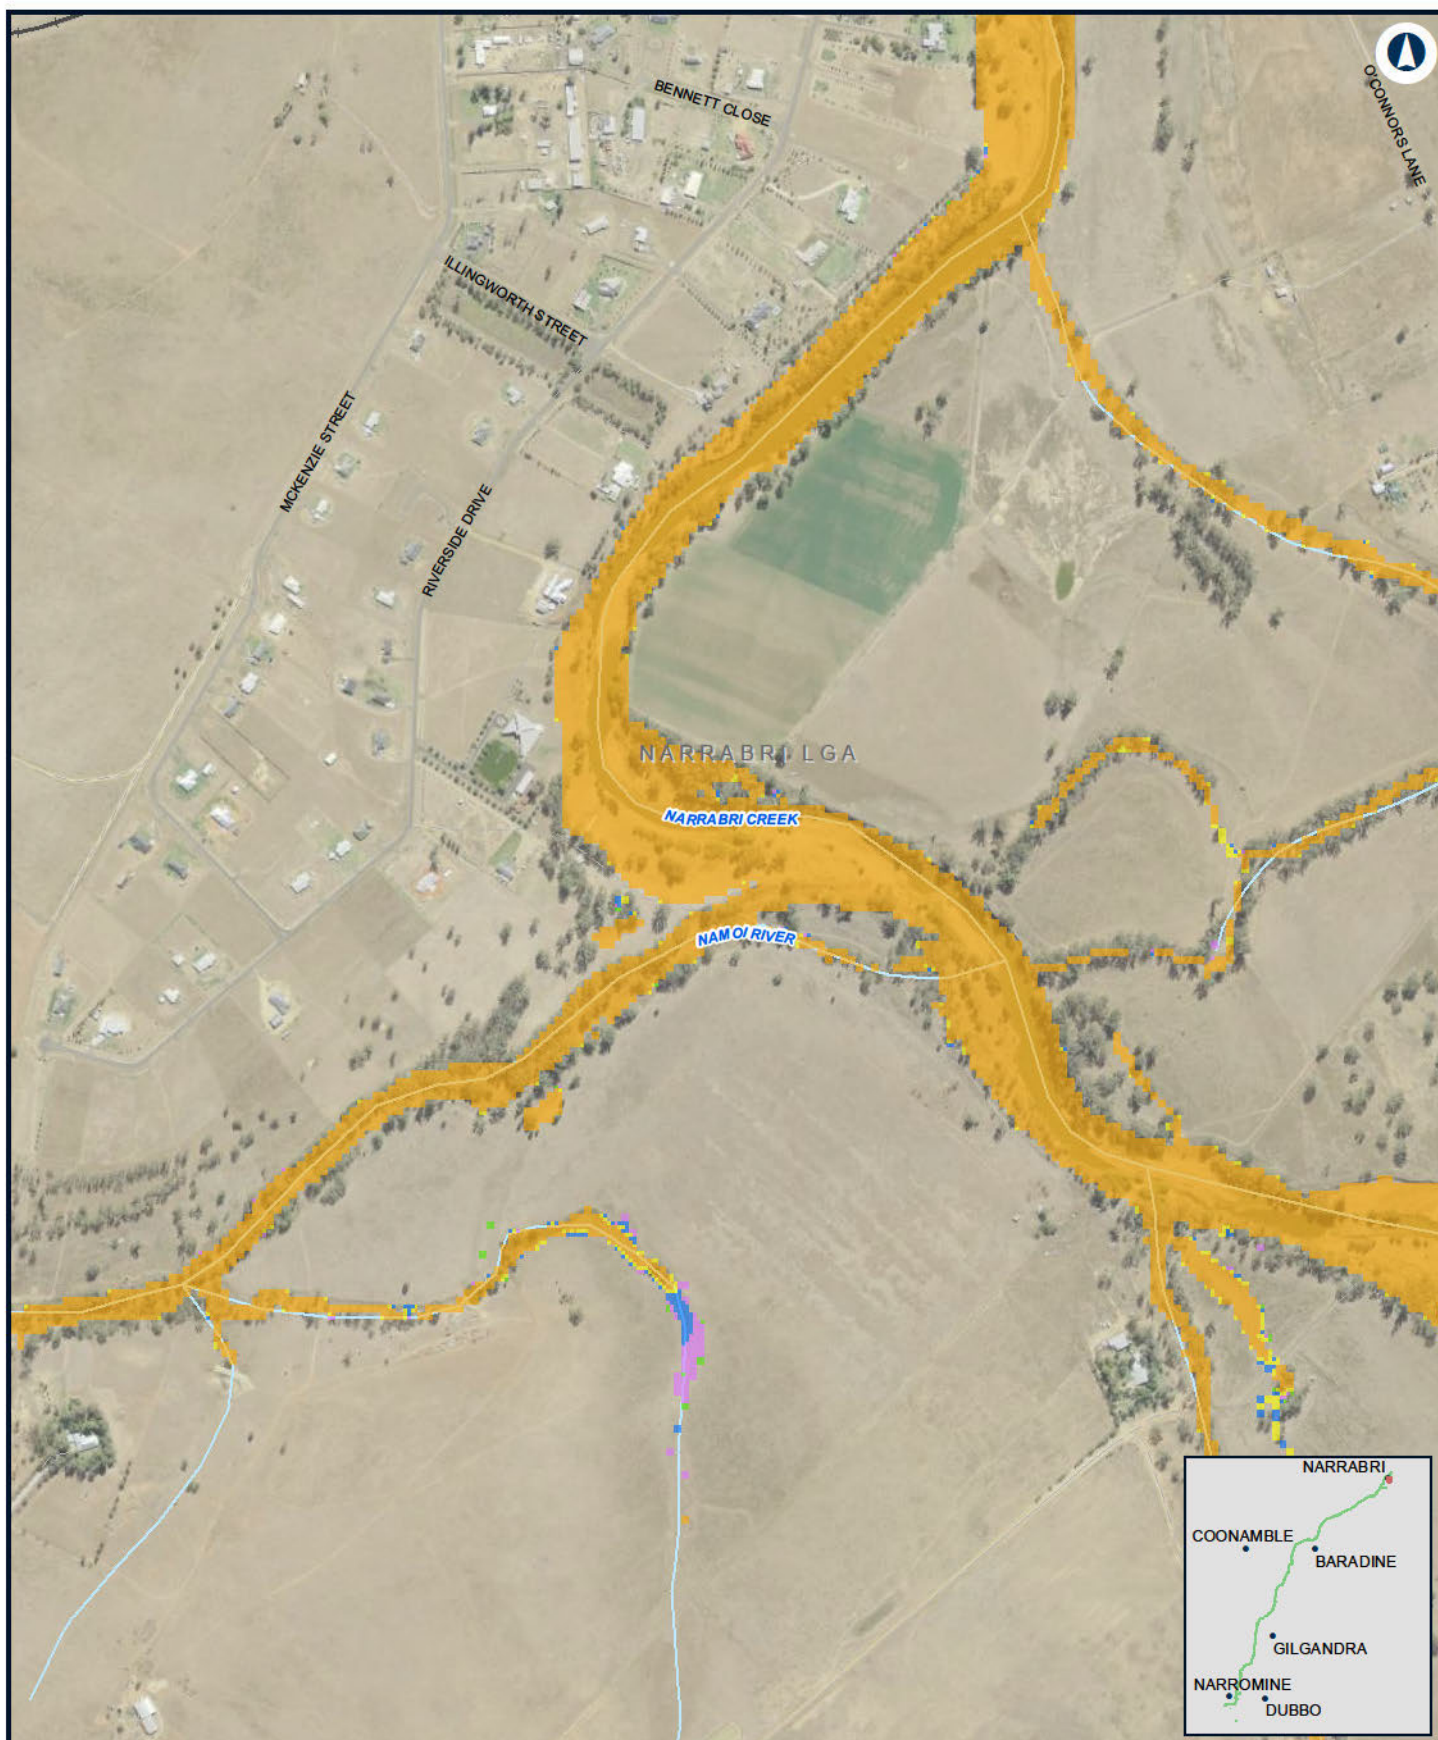 BENNETT CLOSE
O'CONNORS LANE
ILLINGWORTH STREET
MCKENZIE STREET
RIVERSIDE DRIVE
NARRABRI LGA
NARRABRI CREEK
NAMOI RIVER
NARRABRI
COONAMBLE
BARADINE
GILGANDRA
NARROMINE
DUBBO